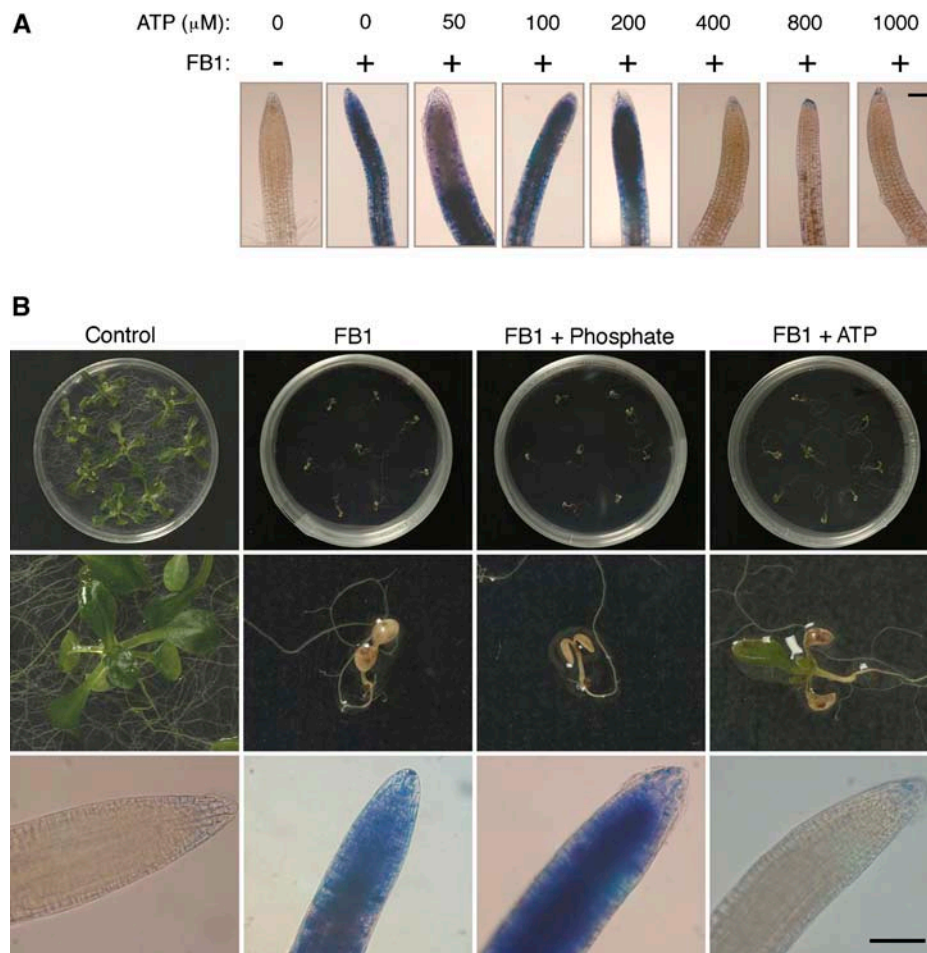 A
ATP (μM) 0 0 50 100 200 400 800 1000
FB1: - + + + + + + +
B
Control FB1 FB1 + Phosphate FB1 + ATP